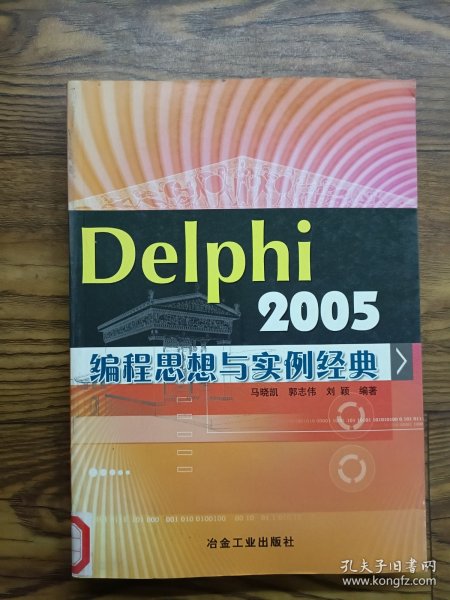 Delphi
2005
编程思想与实例经典
马晓凯 郭志伟 刘颖 编著
冶金工业出版社
孔夫子旧书网
www.kongfz.com